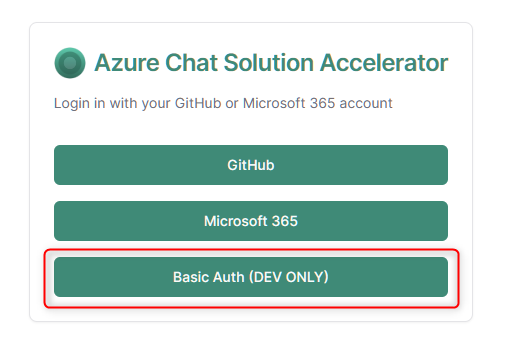 Azure Chat Solution Accelerator
Login in with your GitHub or Microsoft 365 account
GitHub
Microsoft 365
Basic Auth (DEV ONLY)